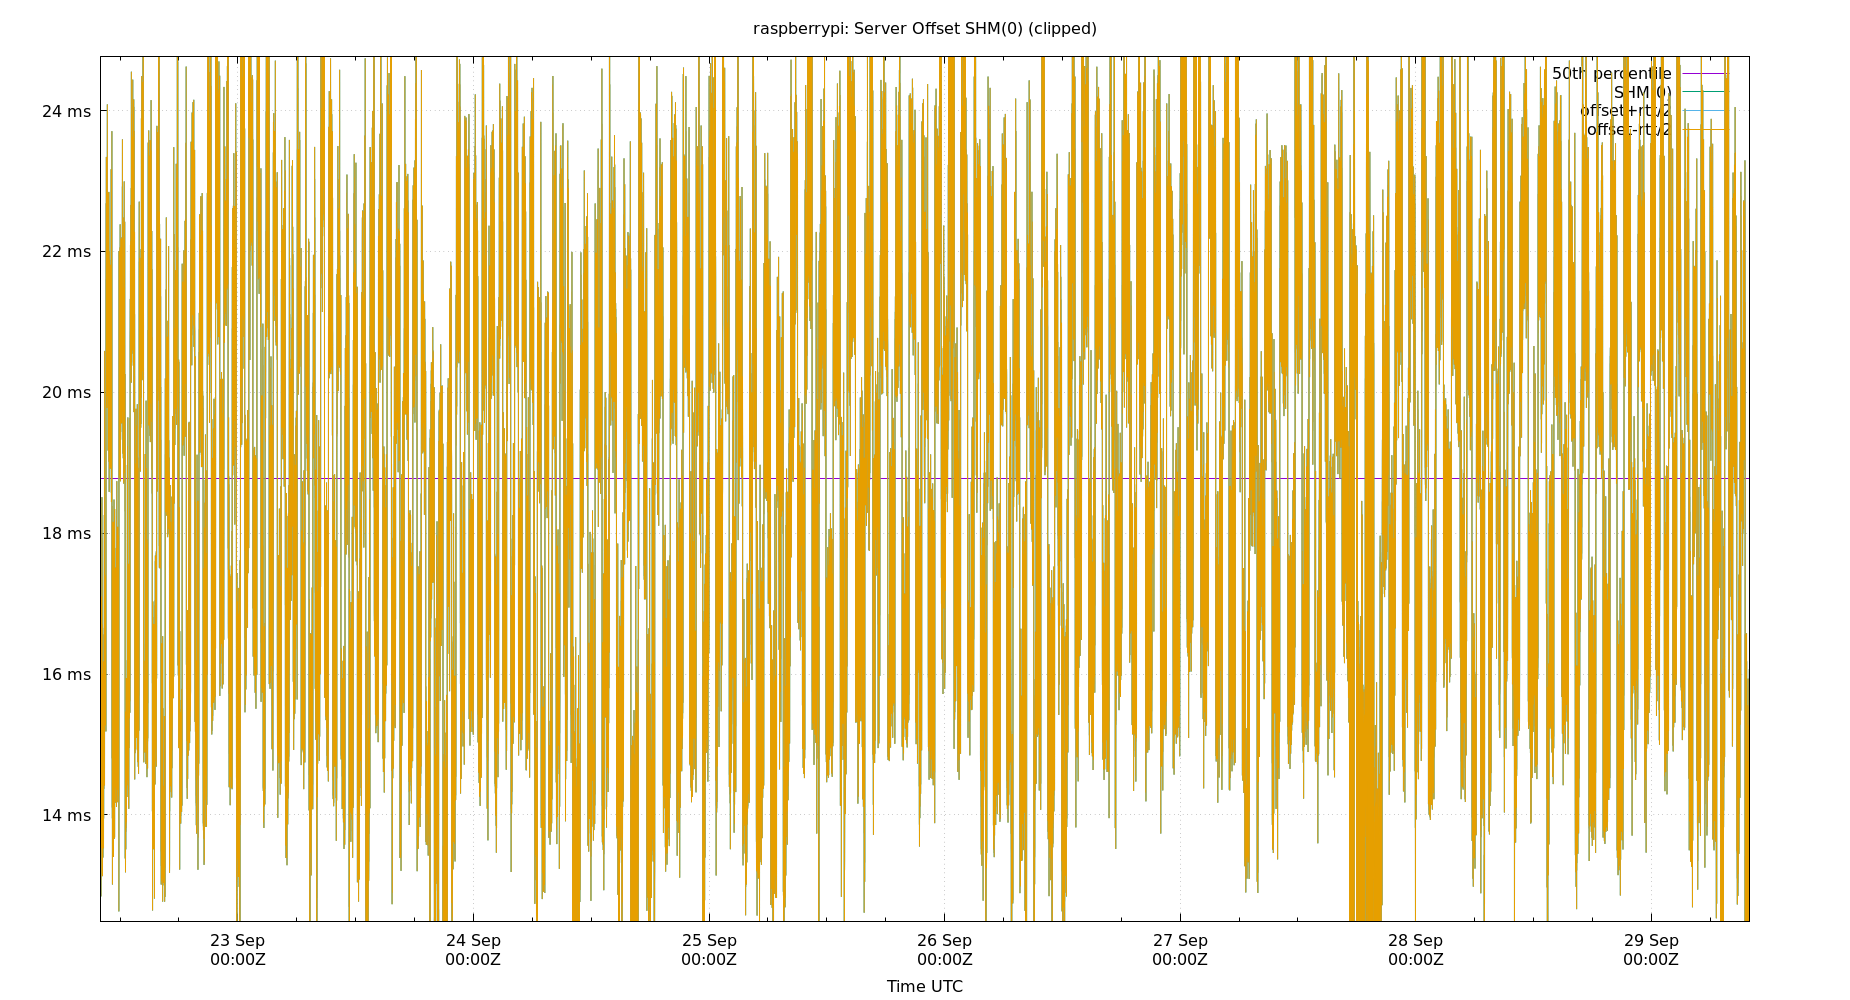 raspberrypi: Server Offset SHM(0) (clipped)
50th percentile
SHM(0)
offset+rtt/2
offset-rtt/2
24 ms
22 ms
20 ms
18 ms
16 ms
14 ms
23 Sep
00:00Z
24 Sep
00:00Z
25 Sep
00:00Z
26 Sep
00:00Z
27 Sep
00:00Z
28 Sep
00:00Z
29 Sep
00:00Z
Time UTC